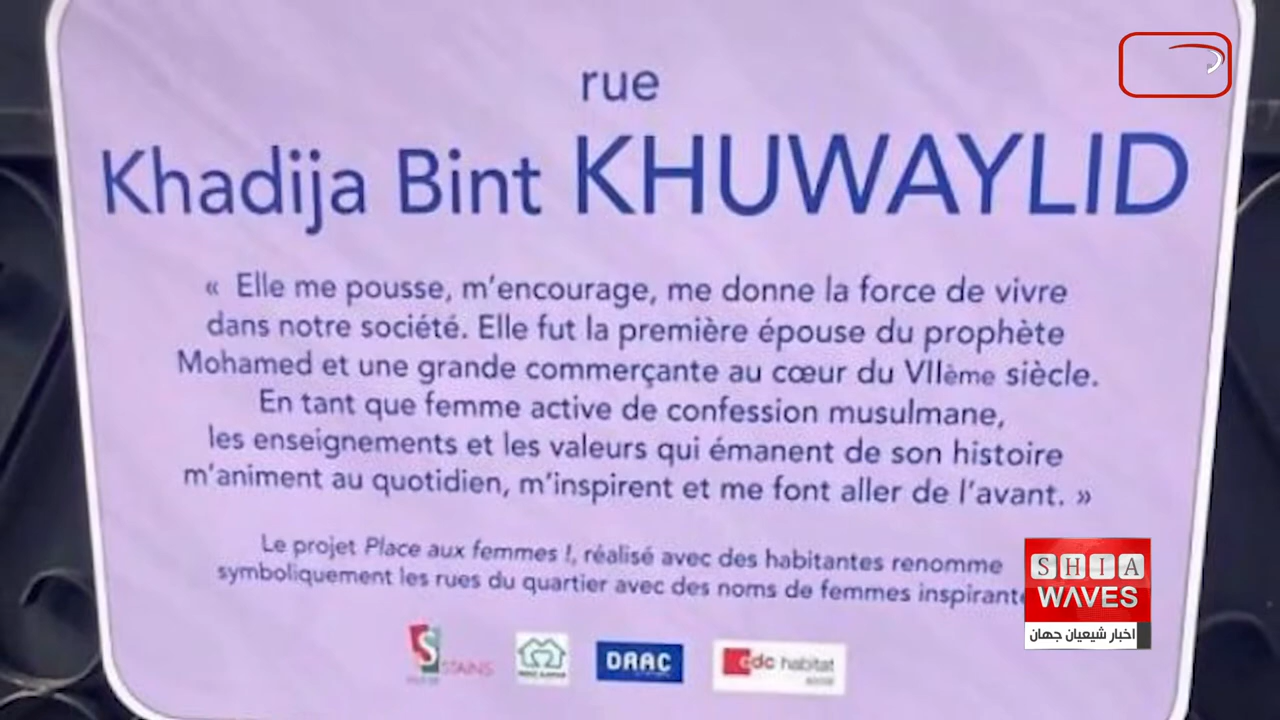 rue
Khadija Bint KHUWAYLID
« Elle me pousse, m'encourage, me donne la force de vivre
dans notre société. Elle fut la première épouse du prophète
Mohamed et une grande commerçante au cœur du VIIème siècle.
En tant que femme active de confession musulmane,
les enseignements et les valeurs qui émanent de son histoire
m'animent au quotidien, m'inspirent et me font aller de l'avant. »
Le projet Place aux femmes !, réalisé avec des habitantes renomme
symboliquement les rues du quartier avec des noms de femmes
SHIA
WAVES
اخبار شیعیان جهان
STAINS
DRAC
cdc habitat
social